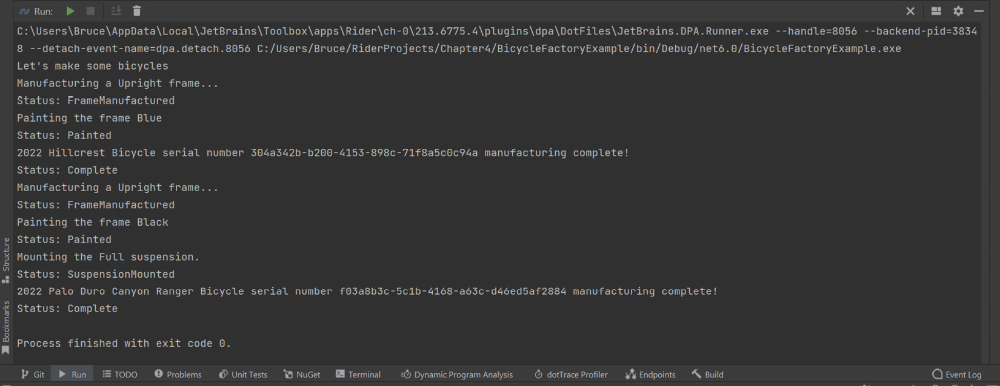 Run:
C:\Users\Bruce\AppData\Local\JetBrains\Toolbox\apps\Rider\ch-0\213.6775.4\plugins\dpa\DotFiles\JetBrains.DPA.Runner.exe --handle=8056 --backend-pid=3834
8 --detach-event-name=dpa.detach.8056 C:/Users/Bruce/RiderProjects/Chapter4/BicycleFactoryExample/bin/Debug/net6.0/BicycleFactoryExample.exe
Let's make some bicycles
Manufacturing a Upright frame...
Status: FrameManufactured
Painting the frame Blue
Status: Painted
2022 Hillcrest Bicycle serial number 304a342b-b200-4153-898c-71f8a5c0c94a manufacturing complete!
Status: Complete
Manufacturing a Upright frame...
Status: FrameManufactured
Painting the frame Black
Status: Painted
Mounting the Full suspension.
Status: SuspensionMounted
2022 Palo Duro Canyon Ranger Bicycle serial number f03a8b3c-5c1b-4168-a63c-d46ed5af2884 manufacturing complete!
Status: Complete
Process finished with exit code 0.
Structure
Bookmarks
Git Run TODO Problems Unit Tests NuGet Terminal Dynamic Program Analysis dotTrace Profiler Endpoints Build Event Log